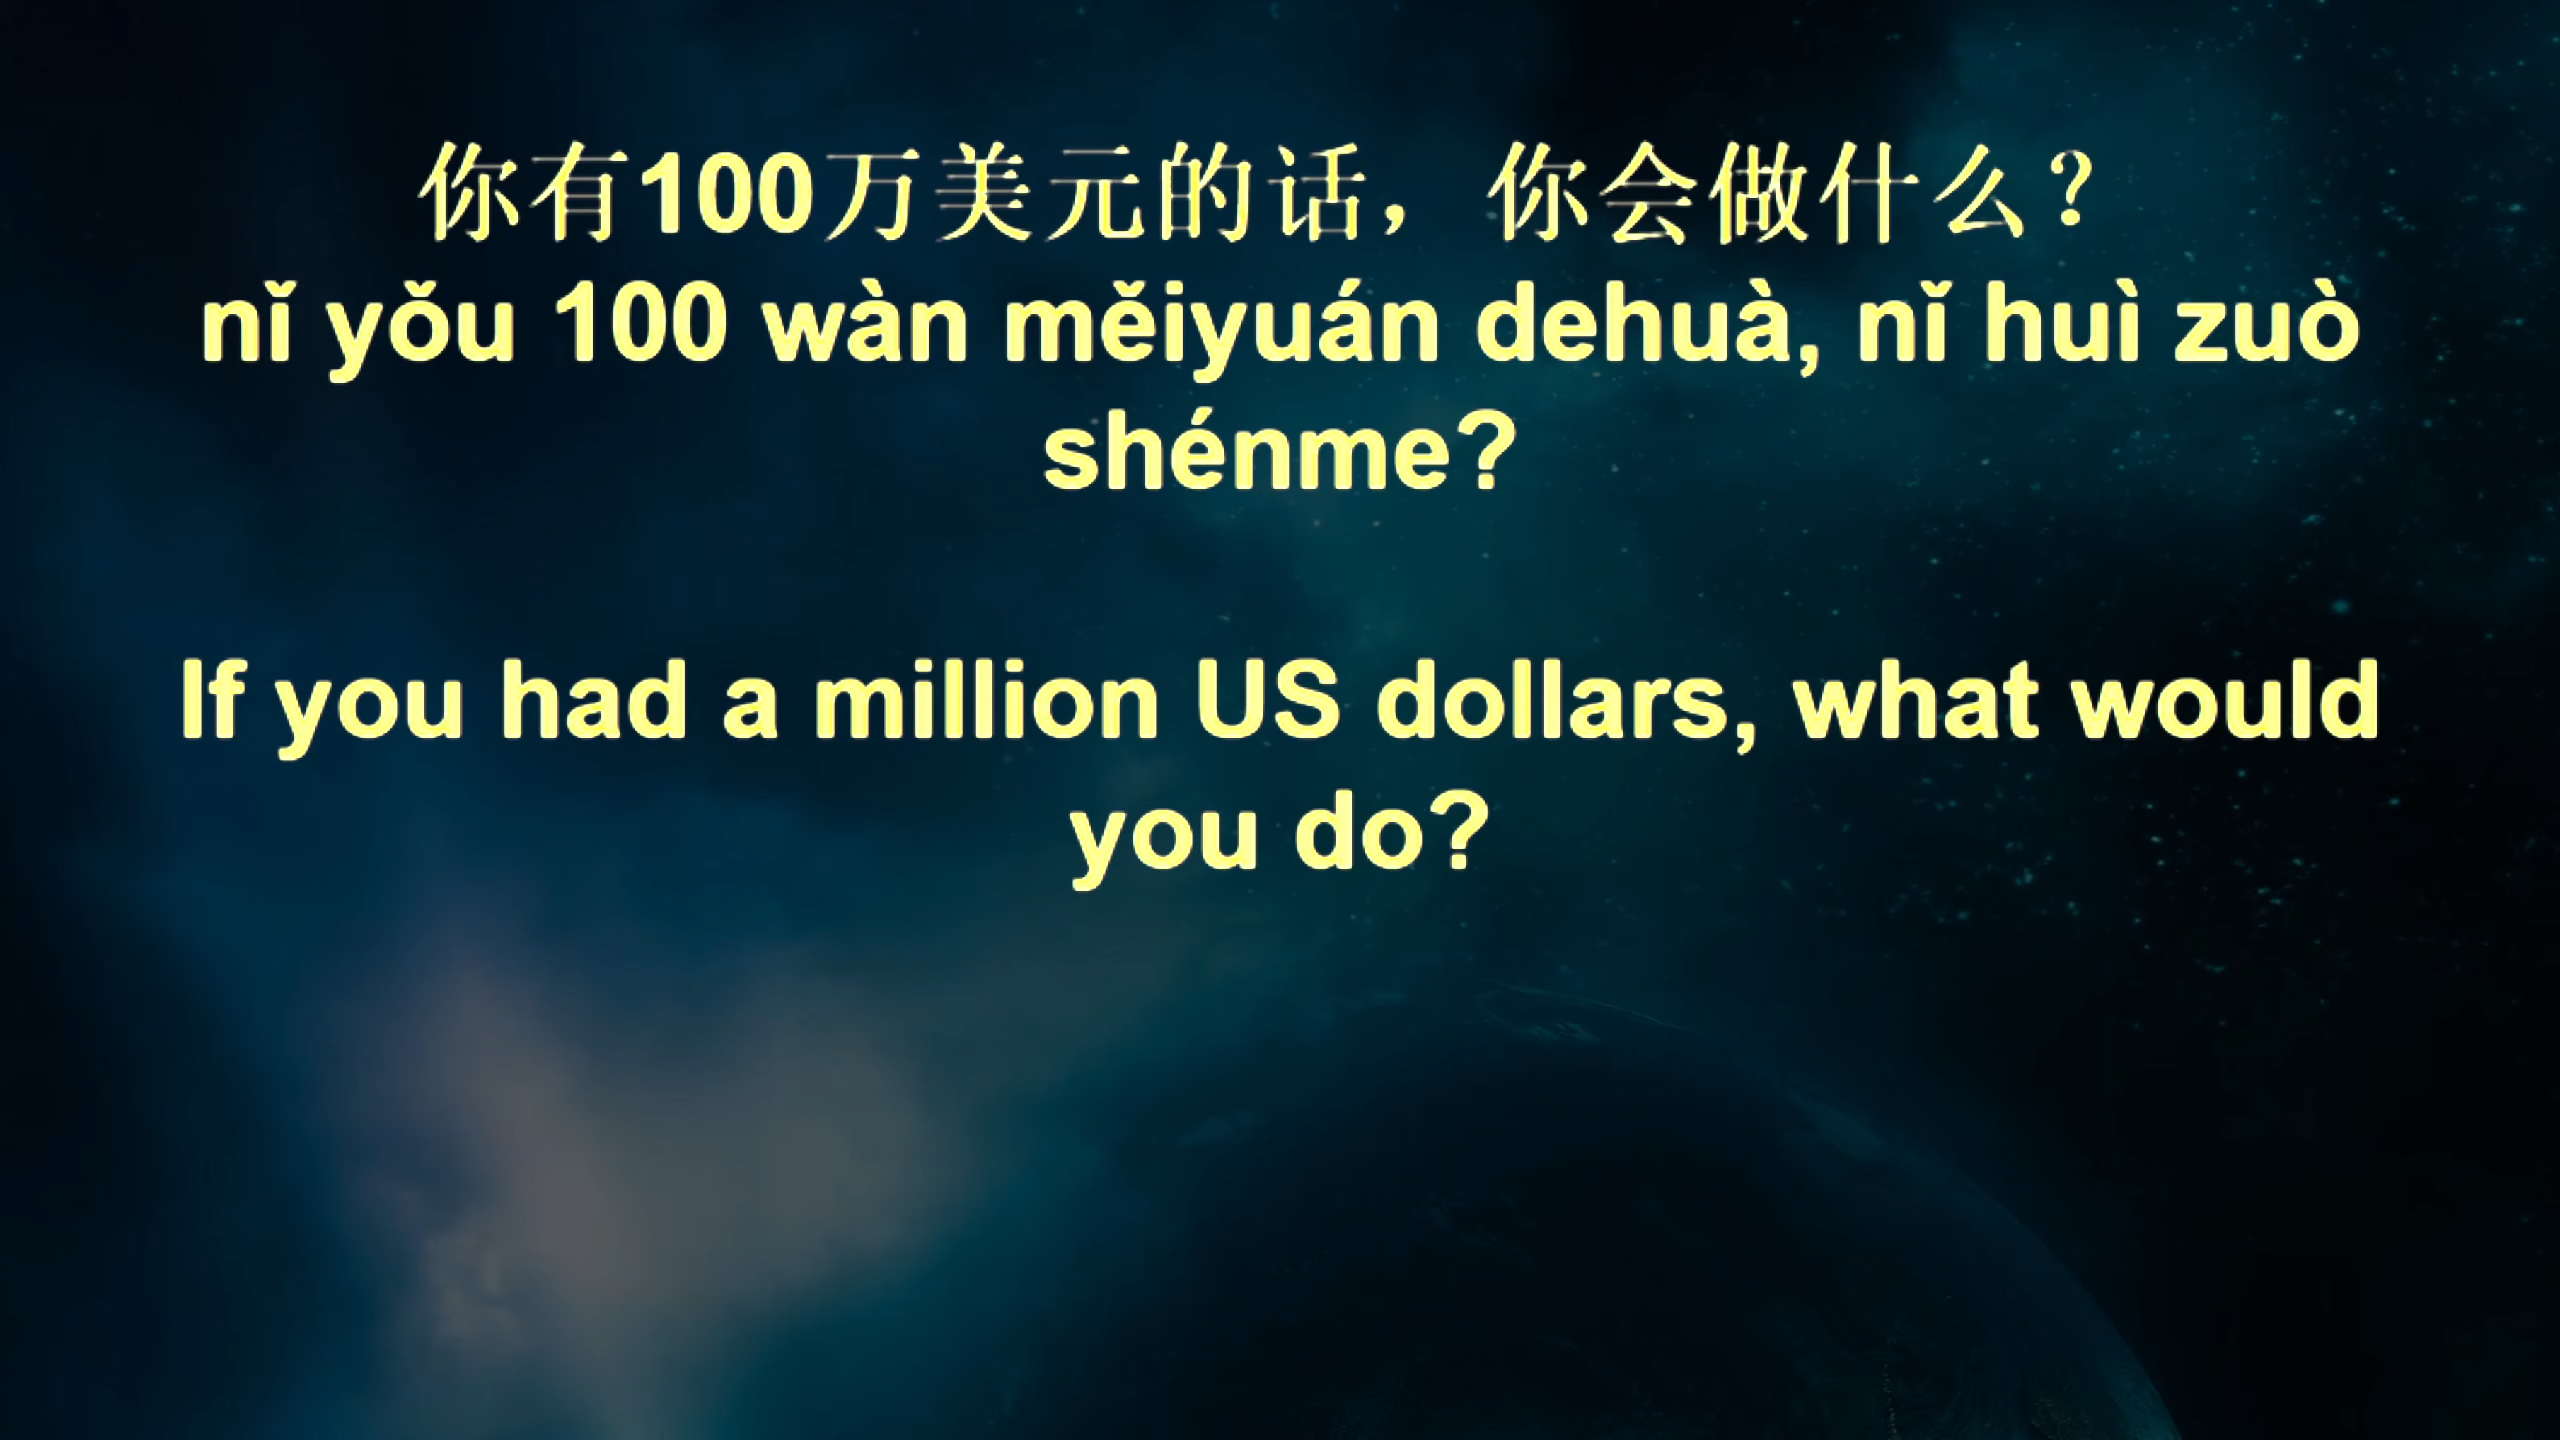 你有100万美元的话，你会做什么？
nǐ yǒu 100 wàn měiyuán dehuà, nǐ huì zuò
shénme?
If you had a million US dollars, what would
you do?